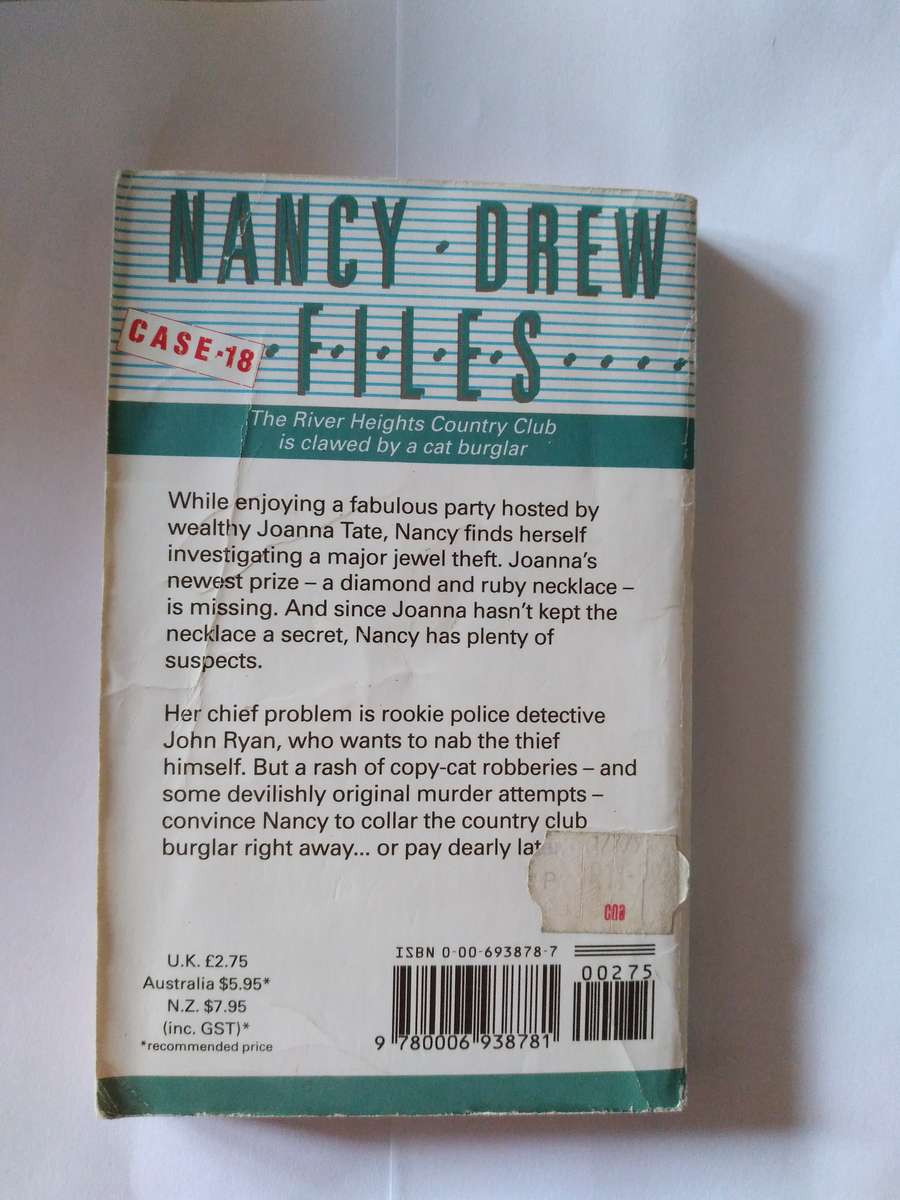 NANCY · DREW
CASE·18
·F·I·L·E·S····
The River Heights Country Club
is clawed by a cat burglar
While enjoying a fabulous party hosted by
wealthy Joanna Tate, Nancy finds herself
investigating a major jewel theft. Joanna's
newest prize – a diamond and ruby necklace –
is missing. And since Joanna hasn't kept the
necklace a secret, Nancy has plenty of
suspects.
Her chief problem is rookie police detective
John Ryan, who wants to nab the thief
himself. But a rash of copy-cat robberies – and
some devilishly original murder attempts –
convince Nancy to collar the country club
burglar right away... or pay dearly
P
cna
U.K. £2.75
Australia $5.95*
N.Z. $7.95
(inc. GST)*
*recommended price
ISBN 0-00-693878-7
00275
9 780006 938781